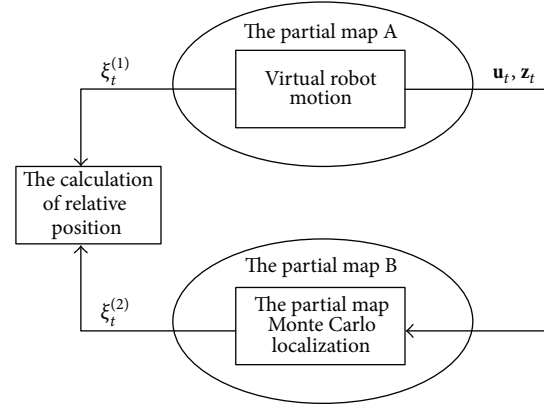 The partial map A
ξ_t^{(1)}
Virtual robot
motion
u_t, z_t
The calculation
of relative
position
The partial map B
ξ_t^{(2)}
The partial map
Monte Carlo
localization